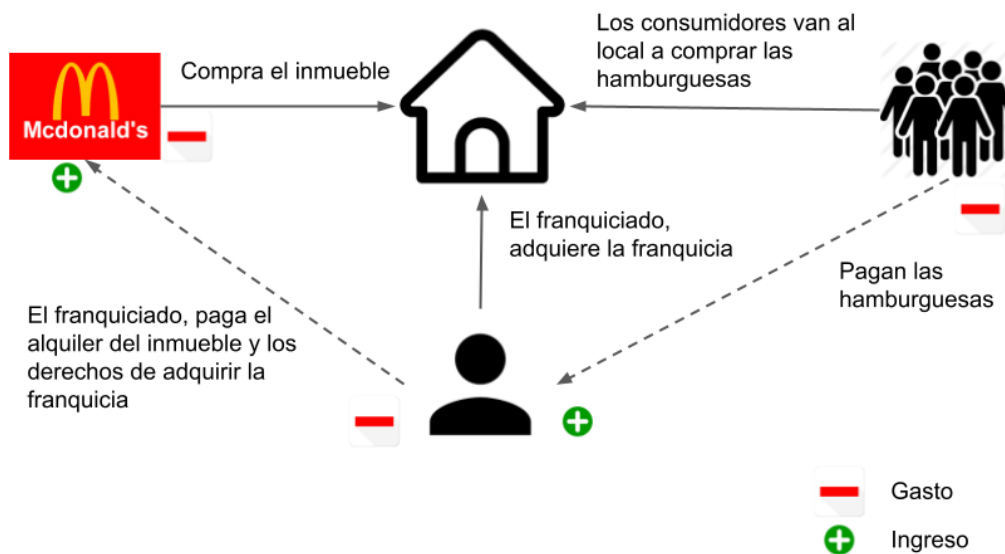 Mcdonald's
Compra el inmueble
Los consumidores van al
local a comprar las
hamburguesas
El franquiciado,
adquiere la franquicia
Pagan las
hamburguesas
El franquiciado, paga el
alquiler del inmueble y los
derechos de adquirir la
franquicia
Gasto
Ingreso